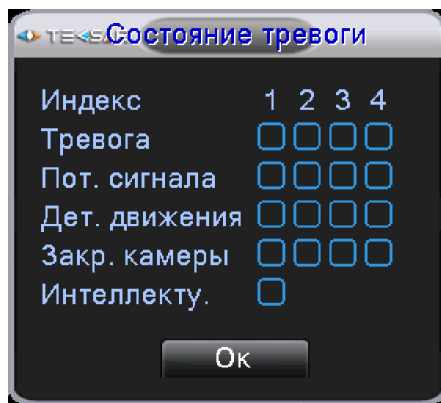 Состояние тревоги
Индекс 1 2 3 4
Тревога
Пот. сигнала
Дет. движения
Закр. камеры
Интеллекту.
Ок